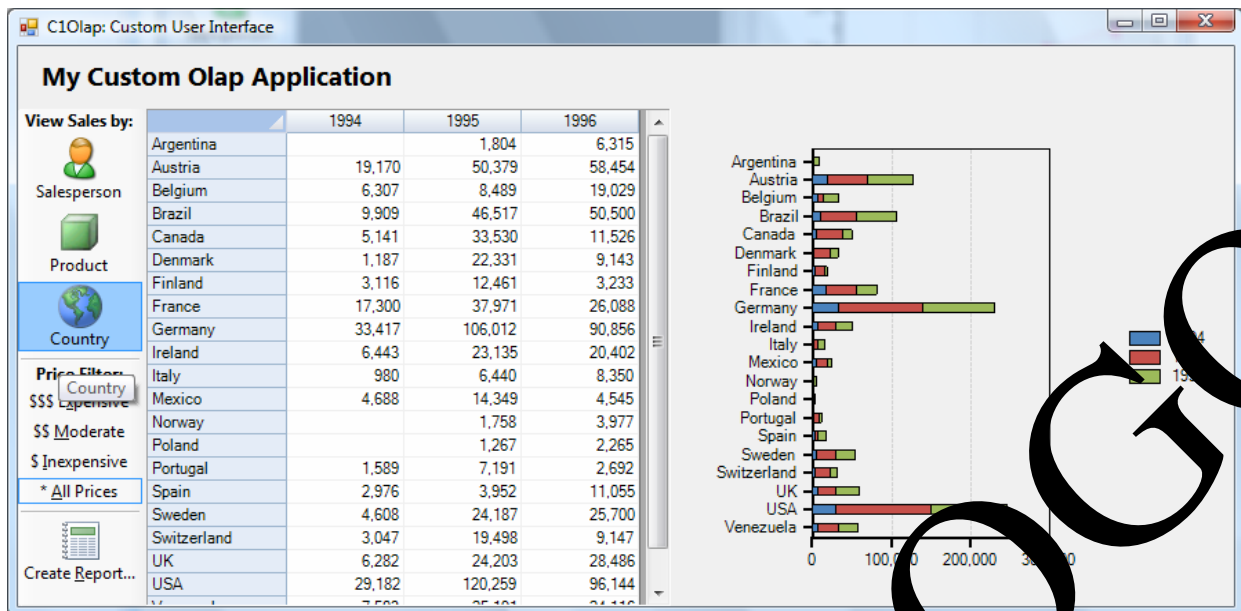 C1Olap: Custom User Interface
My Custom Olap Application
View Sales by:
Salesperson
Product
Country
Country
$$$ Expensive
$$ Moderate
$ Inexpensive
* All Prices
Create Report...
1994 1995 1996
Argentina 1,804 6,315
Austria 19,170 50,379 58,454
Belgium 6,307 8,489 19,029
Brazil 9,909 46,517 50,500
Canada 5,141 33,530 11,526
Denmark 1,187 22,331 9,143
Finland 3,116 12,461 3,233
France 17,300 37,971 26,088
Germany 33,417 106,012 90,856
Ireland 6,443 23,135 20,402
Italy 980 6,440 8,350
Mexico 4,688 14,349 4,545
Norway 1,758 3,977
Poland 1,267 2,265
Portugal 1,589 7,191 2,692
Spain 2,976 3,952 11,055
Sweden 4,608 24,187 25,700
Switzerland 3,047 19,498 9,147
UK 6,282 24,203 28,486
USA 29,182 120,259 96,144
Argentina
Austria
Belgium
Brazil
Canada
Denmark
Finland
France
Germany
Ireland
Italy
Mexico
Norway
Poland
Portugal
Spain
Sweden
Switzerland
UK
USA
Venezuela
0 200,000